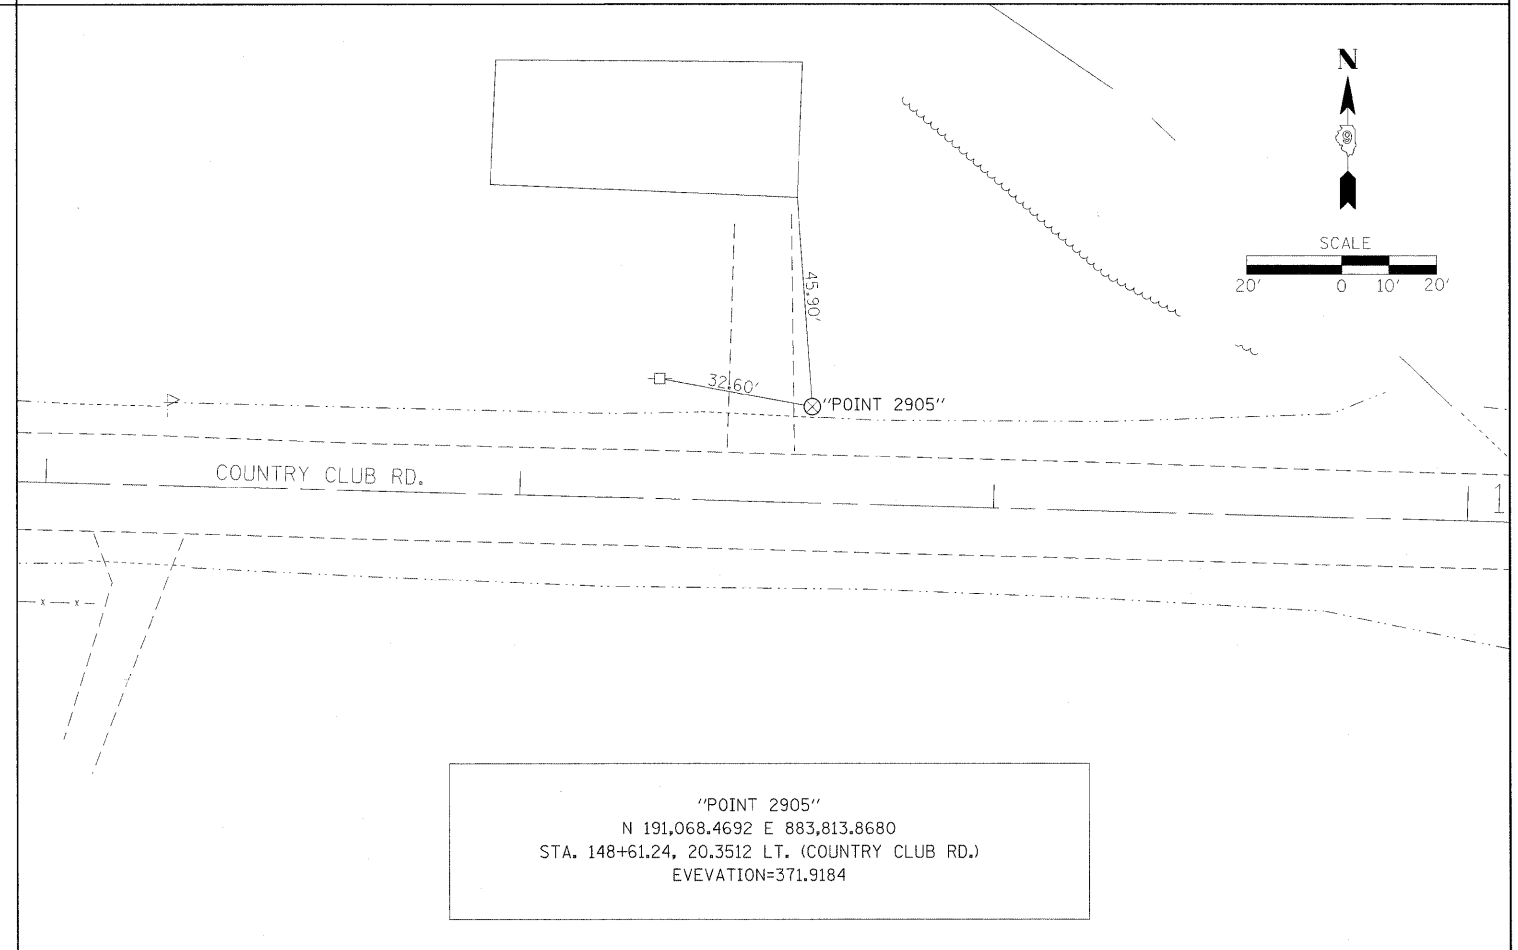 N
9
SCALE
20' 0 10' 20'
45.90'
32.60'
"POINT 2905"
COUNTRY CLUB RD.
1
x x
"POINT 2905"
N 191,068.4692 E 883,813.8680
STA. 148+61.24, 20.3512 LT. (COUNTRY CLUB RD.)
EVEVATION=371.9184